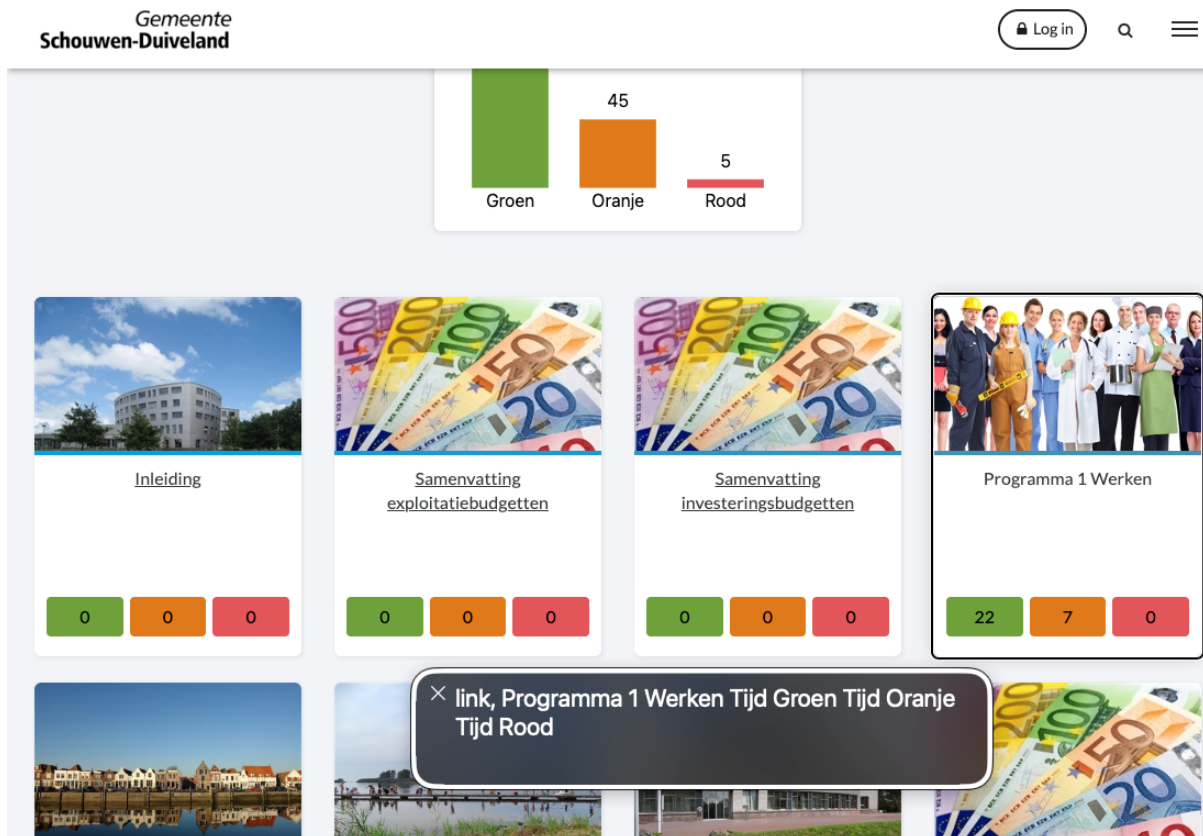 Gemeente
Schouwen-Duiveland
Log in
45
5
Groen
Oranje
Rood
Inleiding
0
0
0
Samenvatting
exploitatiebudgetten
0
0
0
Samenvatting
investeringsbudgetten
0
0
0
Programma 1 Werken
22
7
0
link, Programma 1 Werken Tijd Groen Tijd Oranje
Tijd Rood